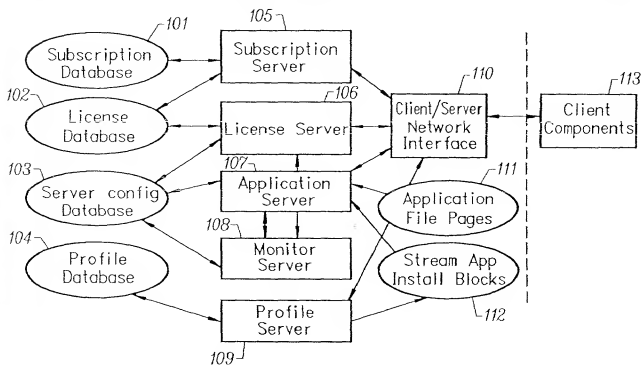 101
Subscription
Database
102
License
Database
103
Server config
Database
104
Profile
Database
105
Subscription
Server
106
License Server
107
Application
Server
108
Monitor
Server
Profile
Server
109
110
Client/Server
Network
Interface
111
Application
File Pages
Stream App
Install Blocks
112
113
Client
Components